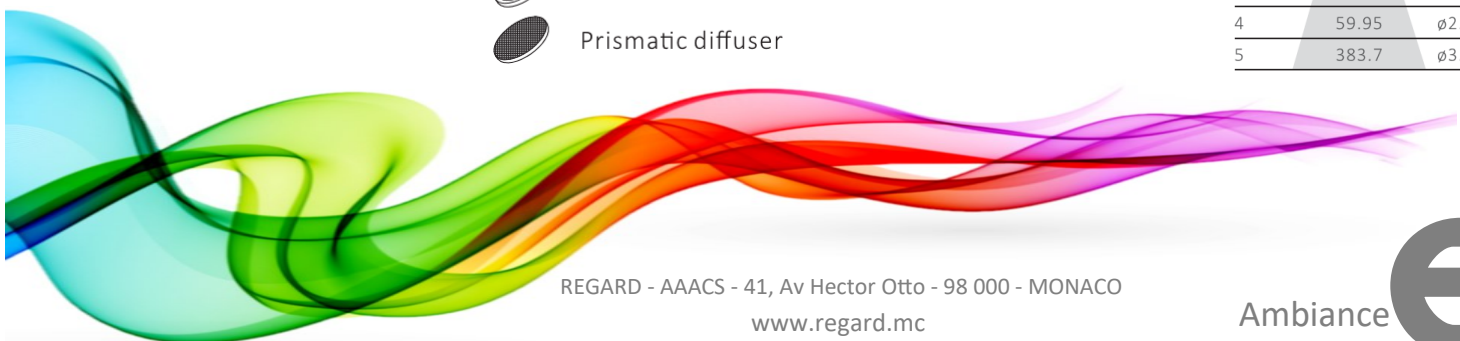 Prismatic diffuser
4 59.95 ø2
5 383.7 ø3
REGARD - AAACS - 41, Av Hector Otto - 98 000 - MONACO
www.regard.mc
Ambiance e